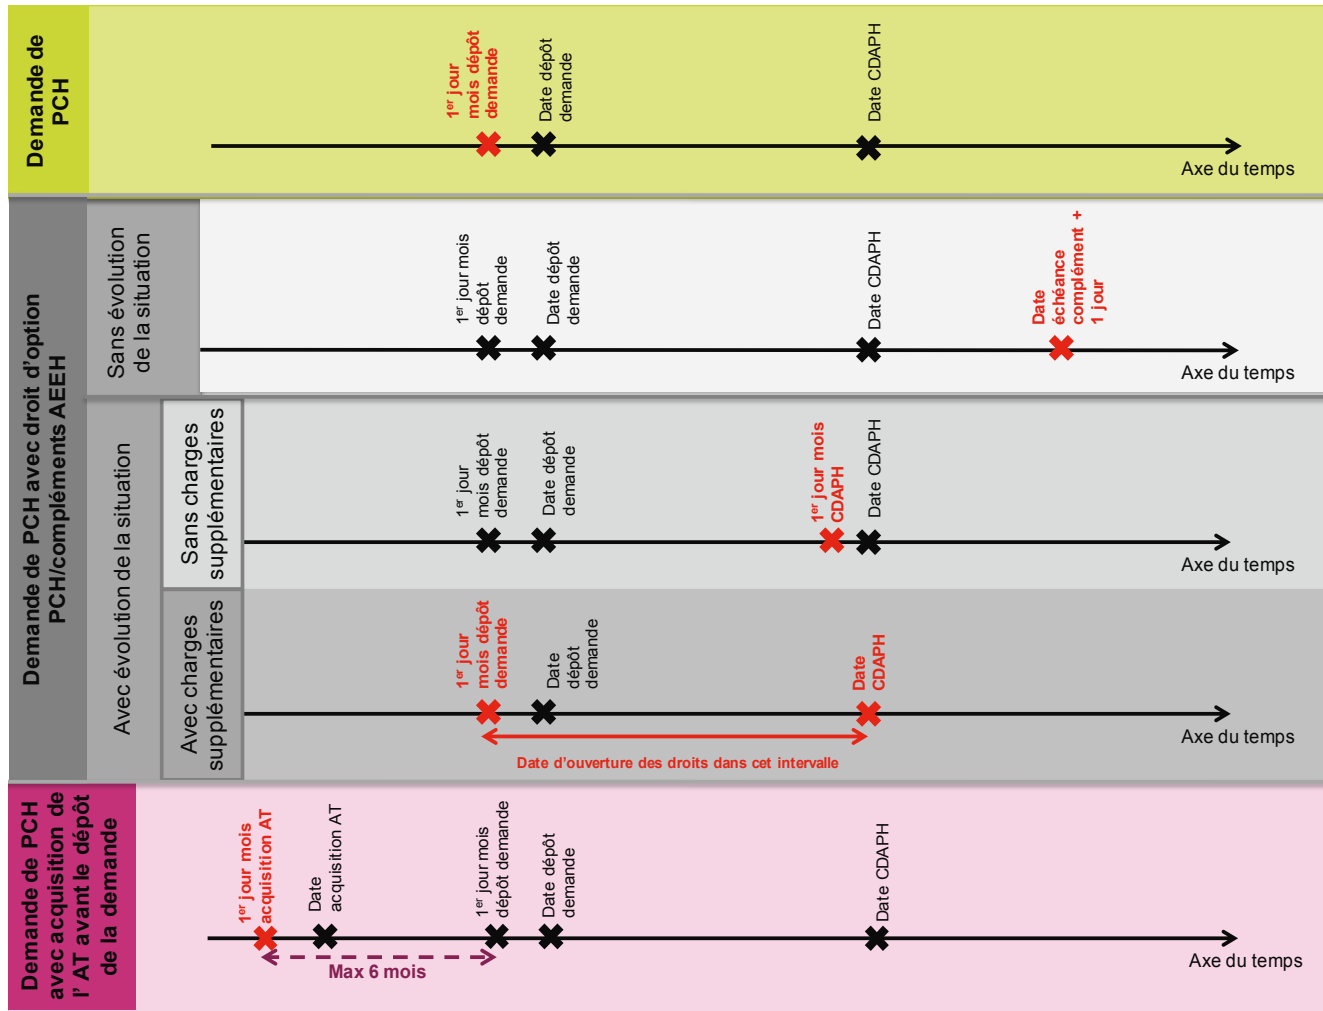 Demande de
PCH
1er jour
mois dépôt
demande
Date dépôt
demande
Date CDAPH
Axe du temps
Demande de PCH avec droit d'option
PCH/compléments AEEH
Sans évolution
de la situation
1er jour mois
dépôt
demande
Date dépôt
demande
Date CDAPH
Date
échéance
complément +
1 jour
Axe du temps
Avec évolution de la situation
Sans charges
supplémentaires
1er jour
mois dépôt
demande
Date dépôt
demande
1er jour mois
CDAPH
Date CDAPH
Axe du temps
Avec charges
supplémentaires
1er jour
mois dépôt
demande
Date
dépôt
demande
Date
CDAPH
Axe du temps
Date d'ouverture des droits dans cet intervalle
Demande de PCH
avec acquisition de
l' AT avant le dépôt
de la demande
1er jour mois
acquisition AT
Date
acquisition AT
1er jour mois
dépôt demande
Date dépôt
demande
Date CDAPH
Max 6 mois
Axe du temps